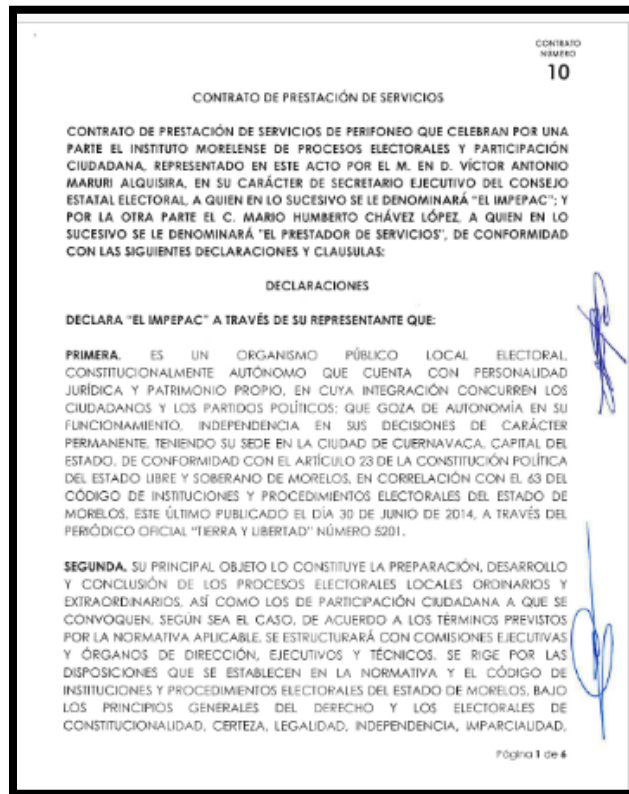 CONTRATO
NÚMERO
10
CONTRATO DE PRESTACIÓN DE SERVICIOS
CONTRATO DE PRESTACIÓN DE SERVICIOS DE PERIFONEO QUE CELEBRAN POR UNA
PARTE EL INSTITUTO MORELENSE DE PROCESOS ELECTORALES Y PARTICIPACIÓN
CIUDADANA, REPRESENTADO EN ESTE ACTO POR EL M. EN D. VÍCTOR ANTONIO
MARURI ALQUISIRA, EN SU CARÁCTER DE SECRETARIO EJECUTIVO DEL CONSEJO
ESTATAL ELECTORAL, A QUIEN EN LO SUCESIVO SE LE DENOMINARÁ "EL IMPEPAC"; Y
POR LA OTRA PARTE EL C. MARIO HUMBERTO CHÁVEZ LÓPEZ, A QUIEN EN LO
SUCESIVO SE LE DENOMINARÁ "EL PRESTADOR DE SERVICIOS", DE CONFORMIDAD
CON LAS SIGUIENTES DECLARACIONES Y CLAUSULAS:
DECLARACIONES
DECLARA "EL IMPEPAC" A TRAVÉS DE SU REPRESENTANTE QUE:
PRIMERA. ES UN ORGANISMO PÚBLICO LOCAL ELECTORAL,
CONSTITUCIONALMENTE AUTÓNOMO QUE CUENTA CON PERSONALIDAD
JURÍDICA Y PATRIMONIO PROPIO, EN CUYA INTEGRACIÓN CONCURREN LOS
CIUDADANOS Y LOS PARTIDOS POLÍTICOS; QUE GOZA DE AUTONOMÍA EN SU
FUNCIONAMIENTO, INDEPENDENCIA EN SUS DECISIONES DE CARÁCTER
PERMANENTE, TENIENDO SU SEDE EN LA CIUDAD DE CUERNAVACA, CAPITAL DEL
ESTADO, DE CONFORMIDAD CON EL ARTÍCULO 23 DE LA CONSTITUCIÓN POLÍTICA
DEL ESTADO LIBRE Y SOBERANO DE MORELOS, EN CORRELACIÓN CON EL 63 DEL
CÓDIGO DE INSTITUCIONES Y PROCEDIMIENTOS ELECTORALES DEL ESTADO DE
MORELOS, ESTE ÚLTIMO PUBLICADO EL DÍA 30 DE JUNIO DE 2014, A TRAVÉS DEL
PERIÓDICO OFICIAL "TIERRA Y LIBERTAD" NÚMERO 5201.
SEGUNDA. SU PRINCIPAL OBJETO LO CONSTITUYE LA PREPARACIÓN, DESARROLLO
Y CONCLUSIÓN DE LOS PROCESOS ELECTORALES LOCALES ORDINARIOS Y
EXTRAORDINARIOS, ASÍ COMO LOS DE PARTICIPACIÓN CIUDADANA A QUE SE
CONVOQUEN, SEGÚN SEA EL CASO, DE ACUERDO A LOS TÉRMINOS PREVISTOS
POR LA NORMATIVA APLICABLE. SE ESTRUCTURARÁ CON COMISIONES EJECUTIVAS
Y ÓRGANOS DE DIRECCIÓN, EJECUTIVOS Y TÉCNICOS. SE RIGE POR LAS
DISPOSICIONES QUE SE ESTABLECEN EN LA NORMATIVA Y EL CÓDIGO DE
INSTITUCIONES Y PROCEDIMIENTOS ELECTORALES DEL ESTADO DE MORELOS, BAJO
LOS PRINCIPIOS GENERALES DEL DERECHO Y LOS ELECTORALES DE
CONSTITUCIONALIDAD, CERTEZA, LEGALIDAD, INDEPENDENCIA, IMPARCIALIDAD,
Página 1 de 6